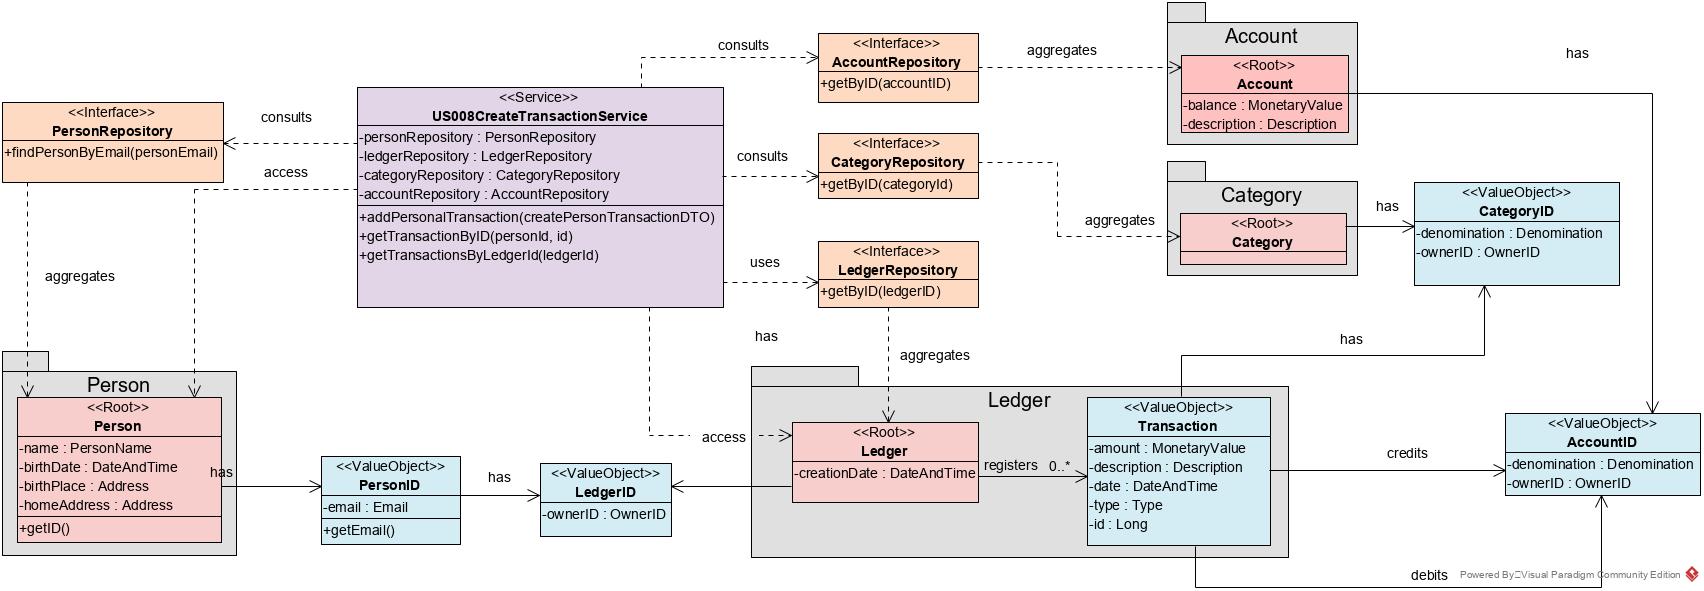 <<Interface>>
PersonRepository
+findPersonByEmail(personEmail)
consults
access
aggregates
<<Service>>
US008CreateTransactionService
-personRepository : PersonRepository
-ledgerRepository : LedgerRepository
-categoryRepository : CategoryRepository
-accountRepository : AccountRepository
+addPersonalTransaction(createPersonTransactionDTO)
+getTransactionByID(personId, id)
+getTransactionsByLedgerId(ledgerId)
consults
consults
uses
<<Interface>>
AccountRepository
+getByID(accountID)
aggregates
<<Interface>>
CategoryRepository
+getByID(categoryId)
aggregates
<<Interface>>
LedgerRepository
+getByID(ledgerID)
aggregates
Account
<<Root>>
Account
-balance : MonetaryValue
-description : Description
has
Category
<<Root>>
Category
has
<<ValueObject>>
CategoryID
-denomination : Denomination
-ownerID : OwnerID
has
has
Person
<<Root>>
Person
-name : PersonName
-birthDate : DateAndTime
-birthPlace : Address
-homeAddress : Address
+getID()
has
<<ValueObject>>
PersonID
-email : Email
+getEmail()
has
<<ValueObject>>
LedgerID
-ownerID : OwnerID
access
Ledger
<<Root>>
Ledger
-creationDate : DateAndTime
registers
0..*
<<ValueObject>>
Transaction
-amount : MonetaryValue
-description : Description
-date : DateAndTime
-type : Type
-id : Long
credits
<<ValueObject>>
AccountID
-denomination : Denomination
-ownerID : OwnerID
debits
Powered By Visual Paradigm Community Edition